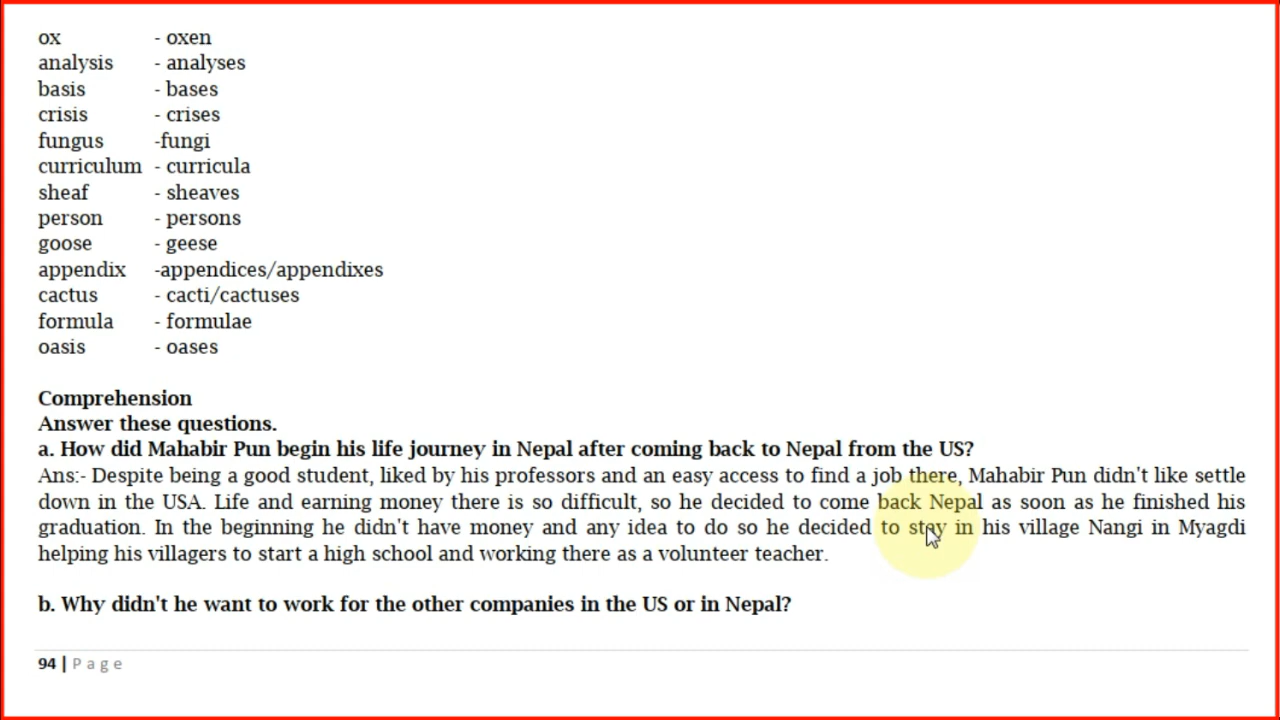 ox - oxen
analysis - analyses
basis - bases
crisis - crises
fungus -fungi
curriculum - curricula
sheaf - sheaves
person - persons
goose - geese
appendix -appendices/appendixes
cactus - cacti/cactuses
formula - formulae
oasis - oases
Comprehension
Answer these questions.
a. How did Mahabir Pun begin his life journey in Nepal after coming back to Nepal from the US?
Ans:- Despite being a good student, liked by his professors and an easy access to find a job there, Mahabir Pun didn't like settle
down in the USA. Life and earning money there is so difficult, so he decided to come back Nepal as soon as he finished his
graduation. In the beginning he didn't have money and any idea to do so he decided to stay in his village Nangi in Myagdi
helping his villagers to start a high school and working there as a volunteer teacher.
b. Why didn't he want to work for the other companies in the US or in Nepal?
94 | Page